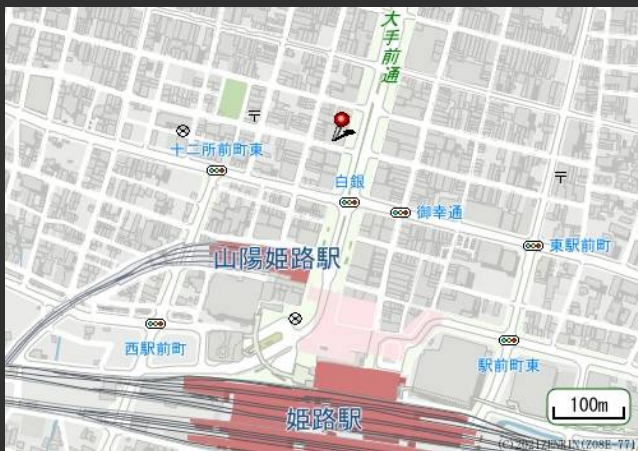 大手前通
十二所前町東
白銀
御幸通
山陽姫路駅
東駅前町
西駅前町
駅前町東
姫路駅
100m
(C)2021ZENRIN(Z08E-771)